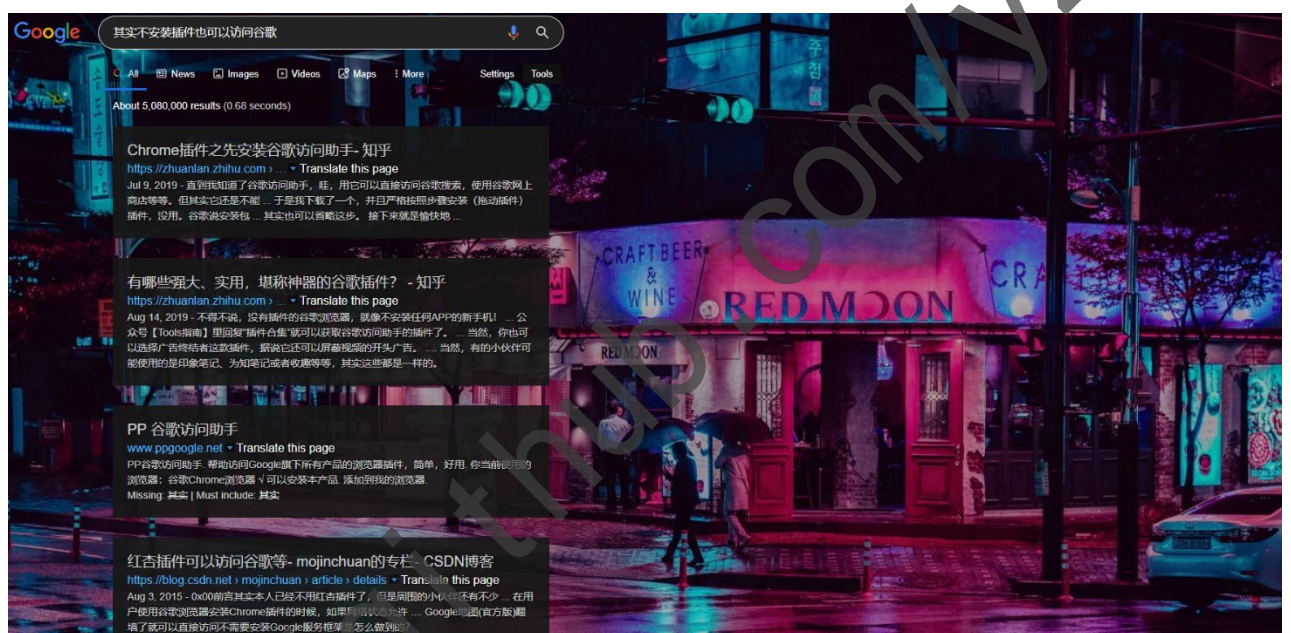 Google
其实不安装插件也可以访问谷歌
All News Images Videos Maps More Settings Tools
About 5,080,000 results (0.68 seconds)
Chrome插件之先安装谷歌访问助手- 知乎
https://zhuanlan.zhihu.com › ... Translate this page
Jul 9, 2019 - 直到我知道了谷歌访问助手，哇，用它可以直接访问谷歌搜索，使用谷歌网上
商店等等。但其实它还是不能 ... 于是我下载了一个，并且严格按照步骤安装（拖动插件）
插件，没用。谷歌说安装包 ... 其实也可以省略这步。 接下来就是愉快地 ...
有哪些强大、实用，堪称神器的谷歌插件？ - 知乎
https://zhuanlan.zhihu.com › ... Translate this page
Aug 14, 2019 - 不得不说，没有插件的谷歌浏览器，就像不安装任何APP的新手机！ ... 公
众号【Tools指南】里回复"插件合集"就可以获取谷歌访问助手的插件了。 ... 当然，你也可
以选择广告终结者这款插件，据说它还可以屏蔽视频的开头广告。 .... 当然，有的小伙伴可
能使用的是印象笔记、为知笔记或者收趣等等，其实这些都是一样的。
PP 谷歌访问助手
www.ppgoogle.net Translate this page
PP谷歌访问助手. 帮助访问Google旗下所有产品的浏览器插件，简单，好用. 你当前使用的
浏览器：谷歌Chrome浏览器 √ 可以安装本产品. 添加到我的浏览器.
Missing: 其实 | Must include: 其实
红杏插件可以访问谷歌等- mojinchuan的专栏 - CSDN博客
https://blog.csdn.net › mojinchuan › article › details Translate this page
Aug 3, 2015 - 0x00前言其实本人已经不用红杏插件了，但是周围的小伙伴还有不少 ... 在用
户使用谷歌浏览器安装Chrome插件的时候，如果网络状态允许 .... Google地图(官方版)翻
墙了就可以直接访问不需要安装Google服务框架是怎么做到的?
주점
CRAFT BEER
&
WINE
RED MOON
CRA
RED MOON
ithub.com/y